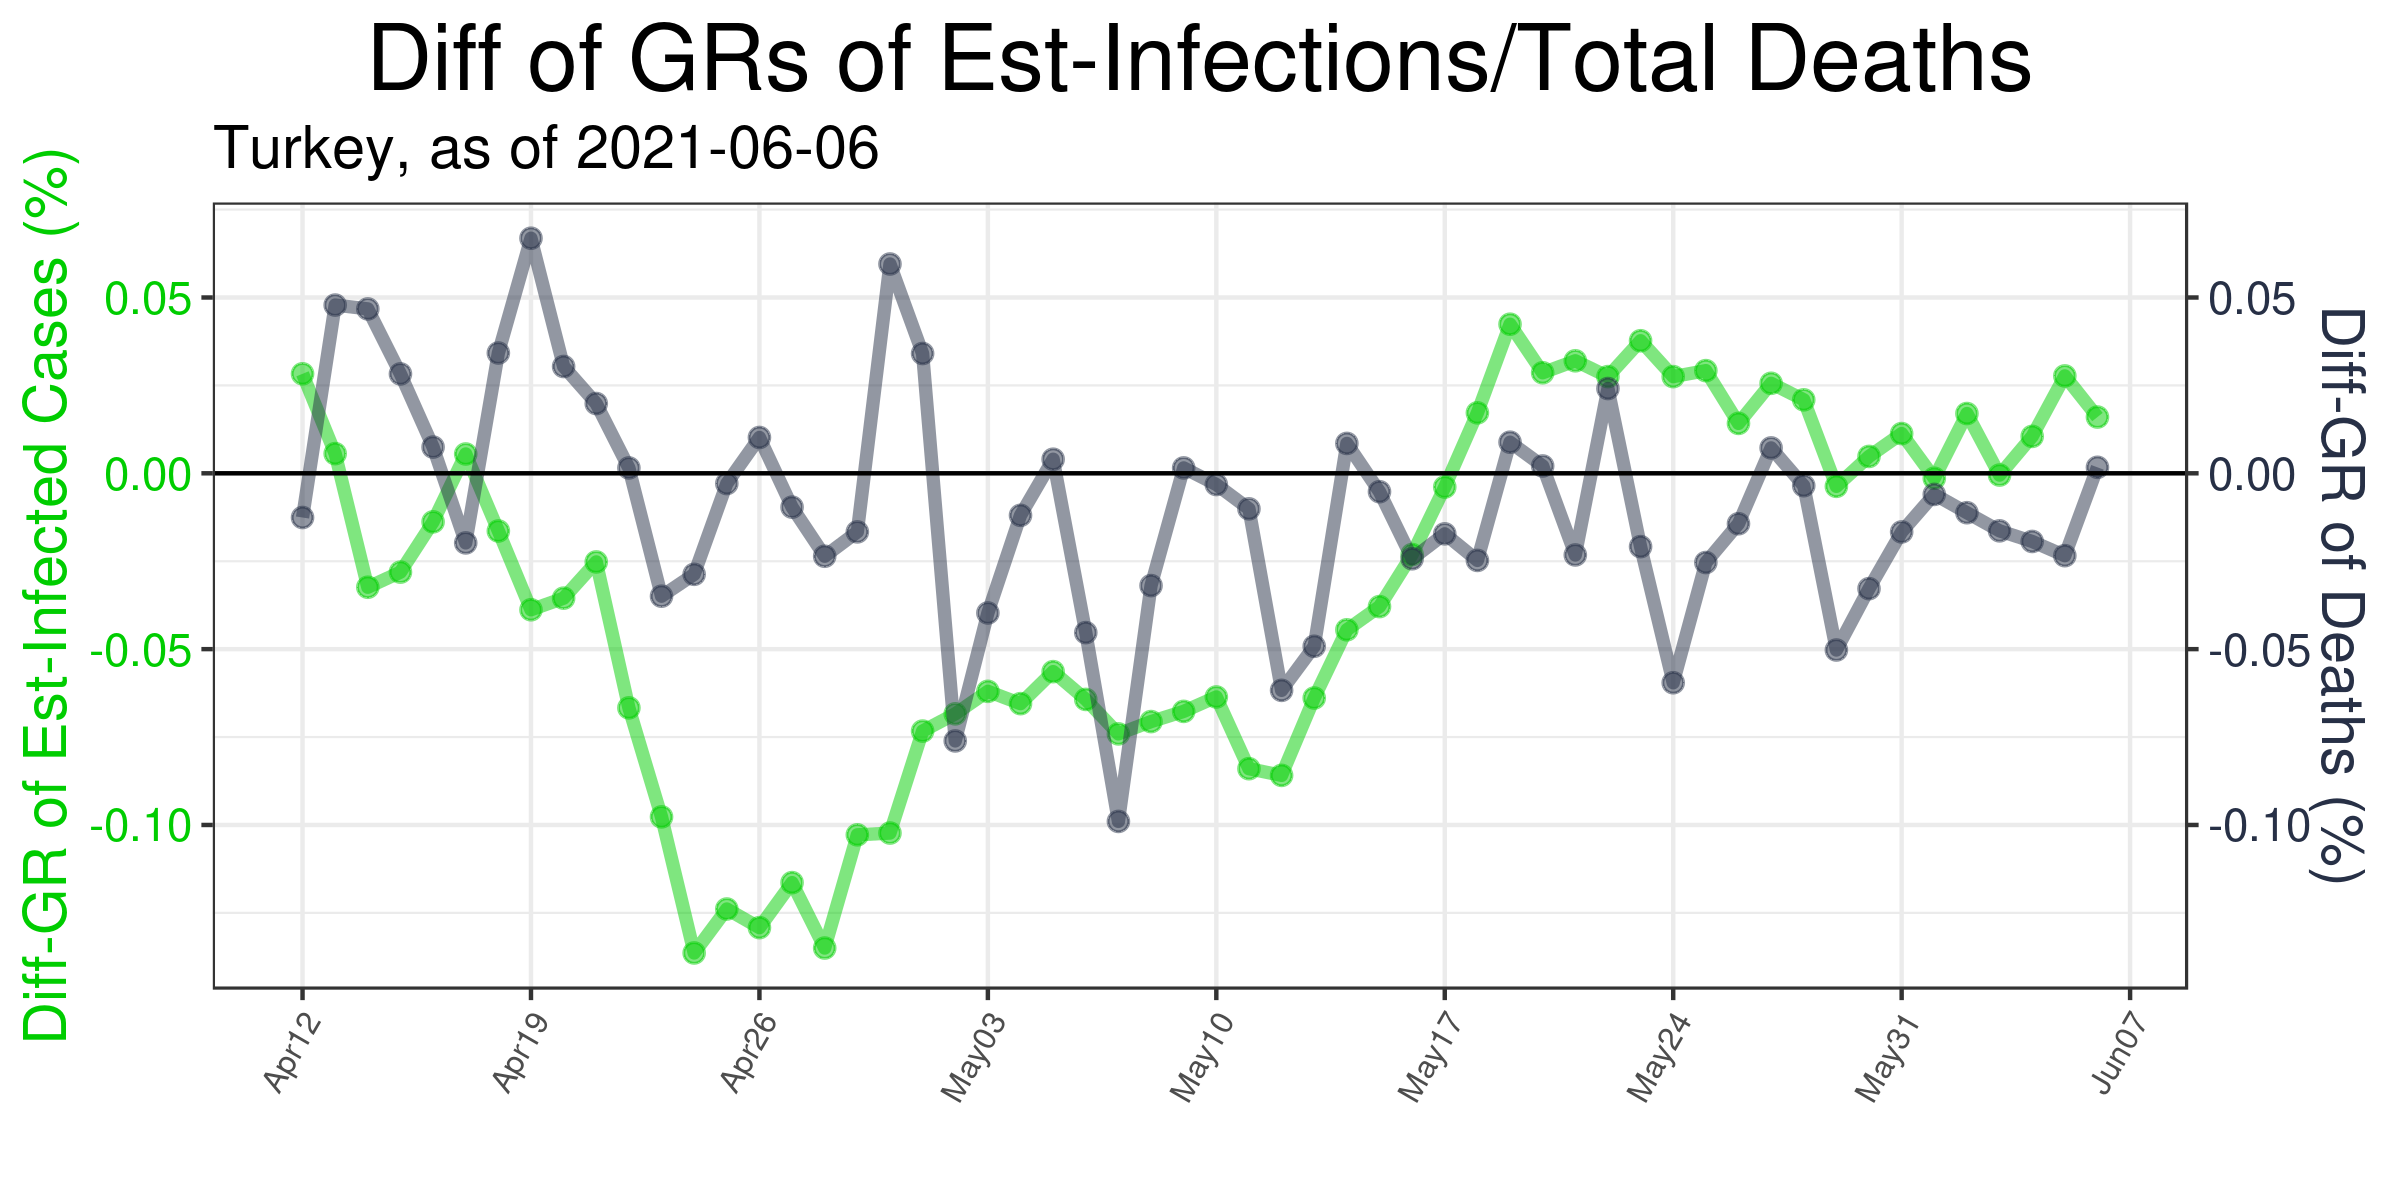 Diff of GRs of Est-Infections/Total Deaths
Turkey, as of 2021-06-06
Diff-GR of Est-Infected Cases (%)
0.05
0.00
-0.05
-0.10
0.05
0.00
-0.05
-0.10
Diff-GR of Deaths (%)
Apr12
Apr19
Apr26
May03
May10
May17
May24
May31
Jun07